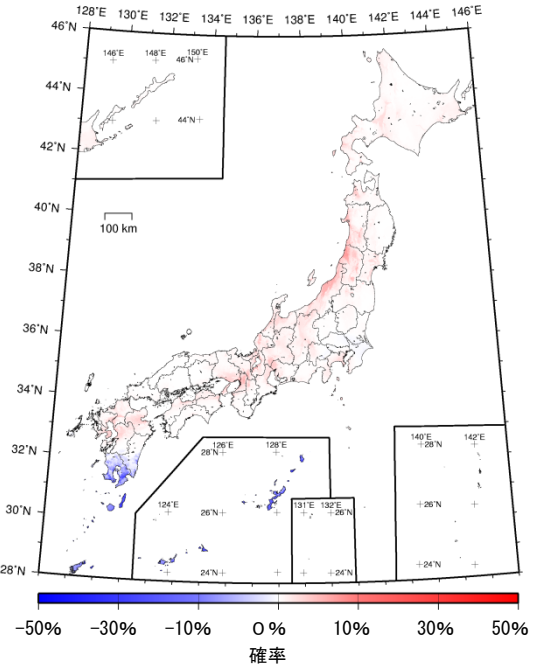 128˚E 130˚E 132˚E 134˚E 136˚E 138˚E 140˚E 142˚E 144˚E 146˚E
46˚N
146˚E 148˚E 150˚E
46˚N
44˚N
44˚N
42˚N
40˚N
100 km
38˚N
36˚N
34˚N
32˚N
126˚E 128˚E
28˚N
140˚E 142˚E
28˚N
30˚N
124˚E
26˚N
131˚E 132˚E
26˚N
26˚N
28˚N
24˚N
24˚N
24˚N
-50% -30% -10% 0% 10% 30% 50%
確率